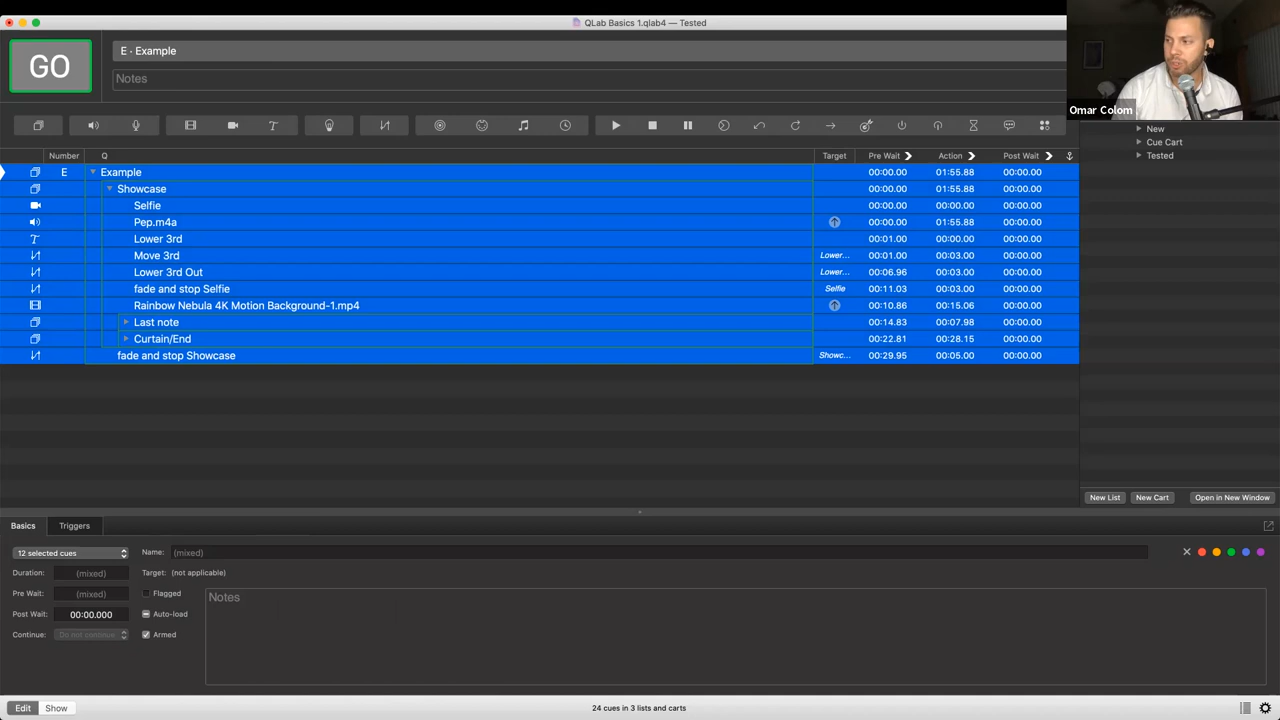 QLab Basics 1.qlab4 — Tested
GO
E · Example
Notes
Omar Colom
New
Cue Cart
Tested
Number Q Target Pre Wait Action Post Wait
E Example 00:00.00 01:55.88 00:00.00
Showcase 00:00.00 01:55.88 00:00.00
Selfie 00:00.00 00:00.00 00:00.00
Pep.m4a 00:00.00 01:55.88 00:00.00
T Lower 3rd 00:01.00 00:00.00 00:00.00
Move 3rd Lower... 00:01.00 00:03.00 00:00.00
Lower 3rd Out Lower... 00:06.96 00:03.00 00:00.00
fade and stop Selfie Selfie 00:11.03 00:03.00 00:00.00
Rainbow Nebula 4K Motion Background-1.mp4 00:10.86 00:15.06 00:00.00
Last note 00:14.83 00:07.98 00:00.00
Curtain/End 00:22.81 00:28.15 00:00.00
fade and stop Showcase Showc... 00:29.95 00:05.00 00:00.00
New List New Cart Open in New Window
Basics Triggers
12 selected cues Name: (mixed)
Duration: (mixed) Target: (not applicable)
Pre Wait: (mixed) Flagged Notes
Post Wait: 00:00.000 Auto-load
Continue: Do not continue Armed
Edit Show 24 cues in 3 lists and carts